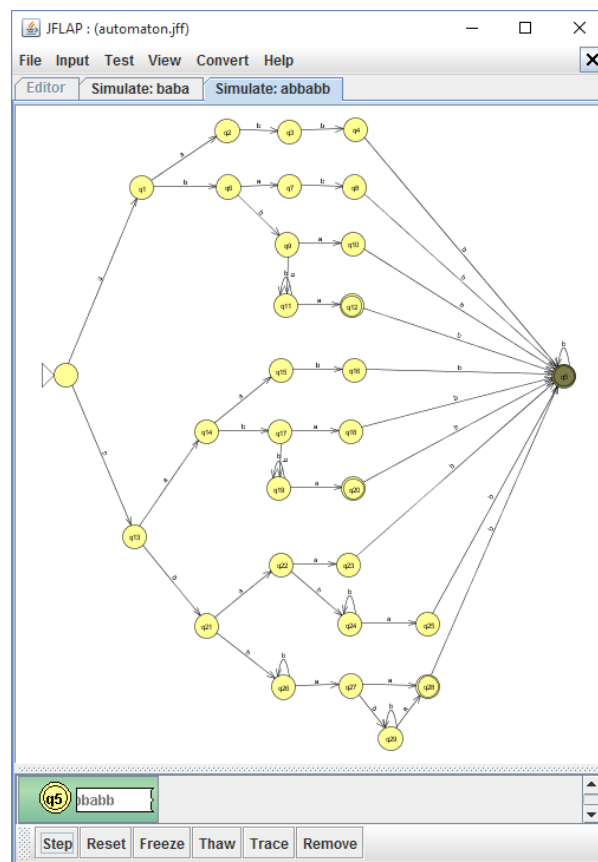 JFLAP : (automaton.jff)
File Input Test View Convert Help
Editor Simulate: baba Simulate: abbabb
q2 b q3 b q4
a
q1 b q6 a q7 b q8
b
q9 a q10
b
q11 a q12
b
q15 b q16 b q5
q14 b q17 a q18
b
q19 a q20
q13
q22 a q23
q21 a
b
q24 a q25
b
q26 a q27 a q28
b
q29
q5 bbabb
Step Reset Freeze Thaw Trace Remove